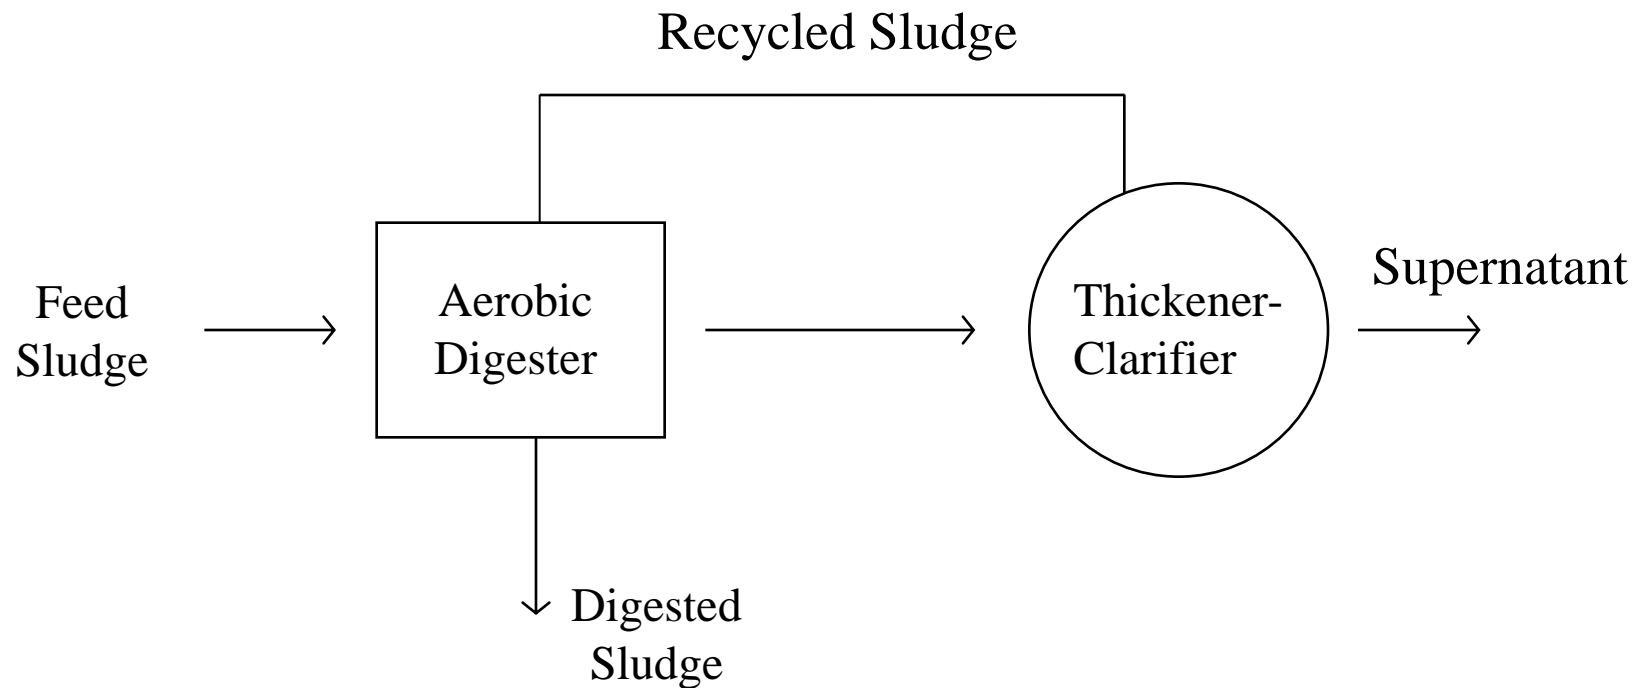 Recycled Sludge
Feed
Sludge
Aerobic
Digester
Thickener-
Clarifier
Supernatant
Digested
Sludge